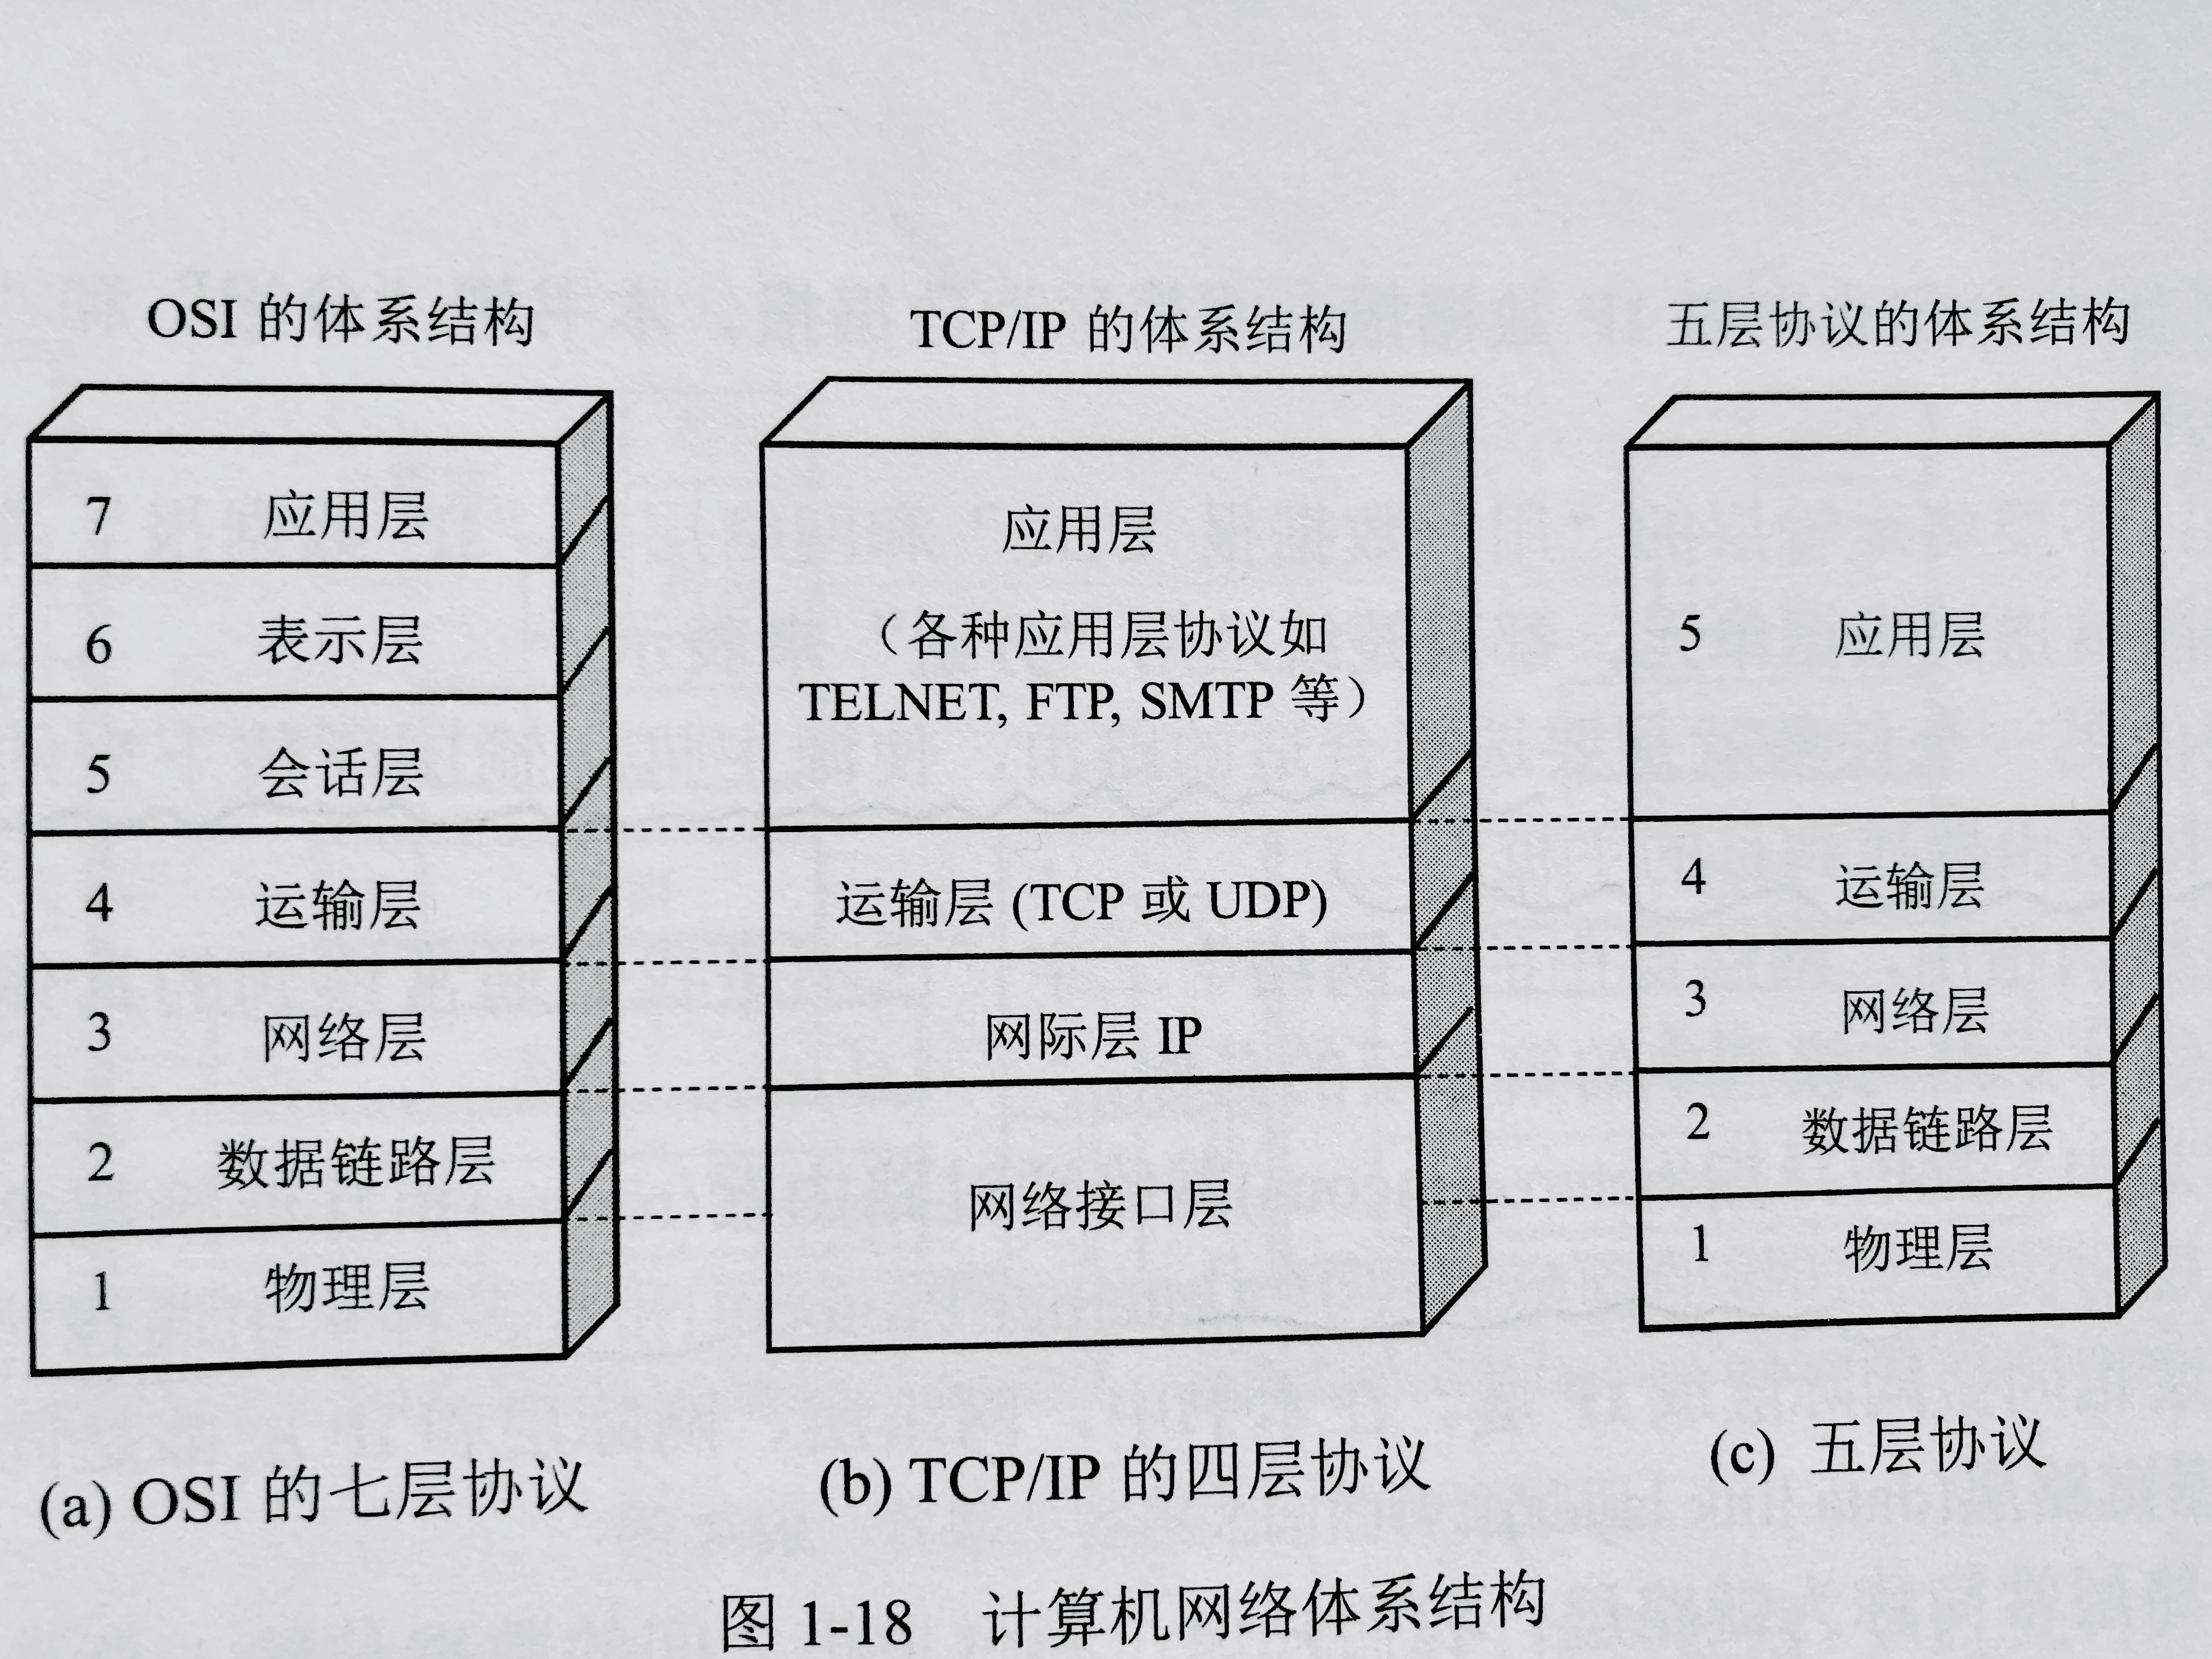 OSI 的体系结构
7 应用层
6 表示层
5 会话层
4 运输层
3 网络层
2 数据链路层
1 物理层
(a) OSI 的七层协议
TCP/IP 的体系结构
应用层
（各种应用层协议如
TELNET, FTP, SMTP 等）
运输层 (TCP 或 UDP)
网际层 IP
网络接口层
(b) TCP/IP 的四层协议
五层协议的体系结构
5 应用层
4 运输层
3 网络层
2 数据链路层
1 物理层
(c) 五层协议
图 1-18 计算机网络体系结构